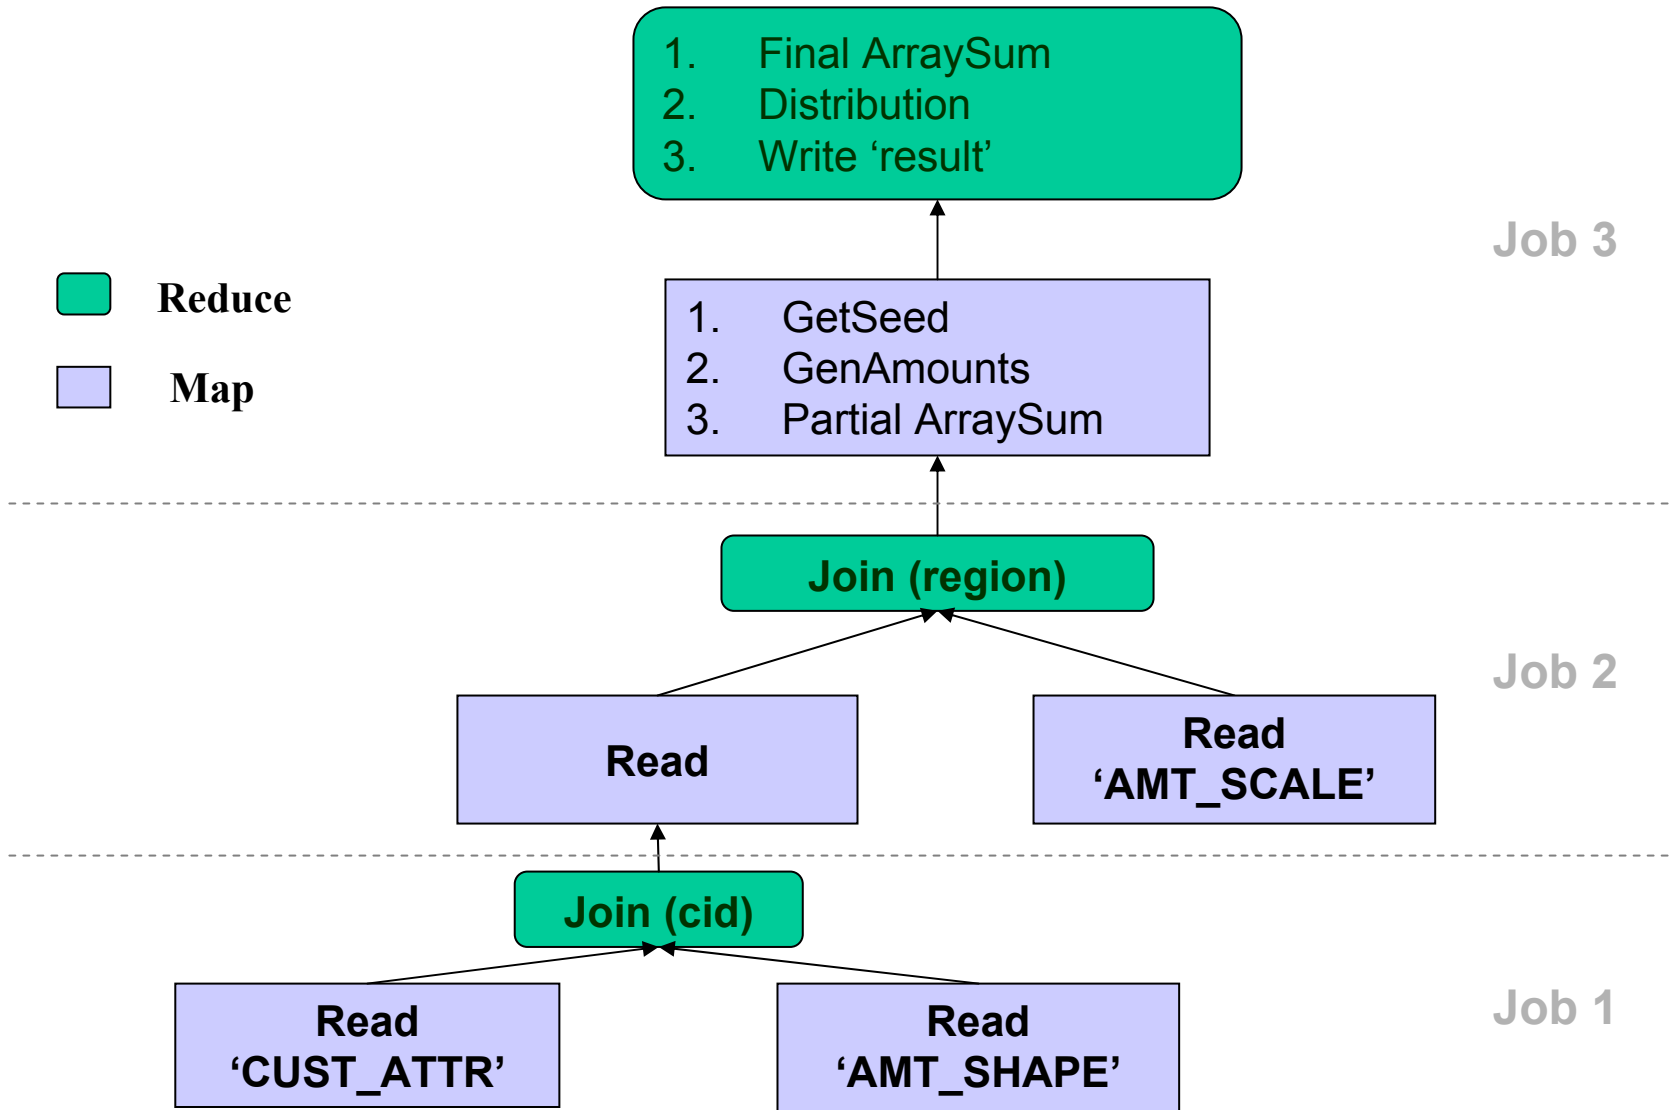 1. Final ArraySum
2. Distribution
3. Write ‘result’
Job 3
Reduce
Map
1. GetSeed
2. GenAmounts
3. Partial ArraySum
Join (region)
Job 2
Read
Read
‘AMT_SCALE’
Join (cid)
Job 1
Read
‘CUST_ATTR’
Read
‘AMT_SHAPE’